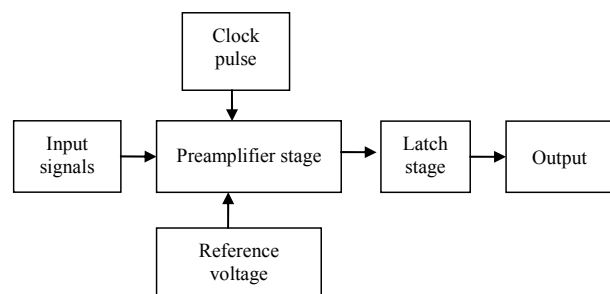 Clock
pulse
Input
signals
Preamplifier stage
Latch
stage
Output
Reference
voltage